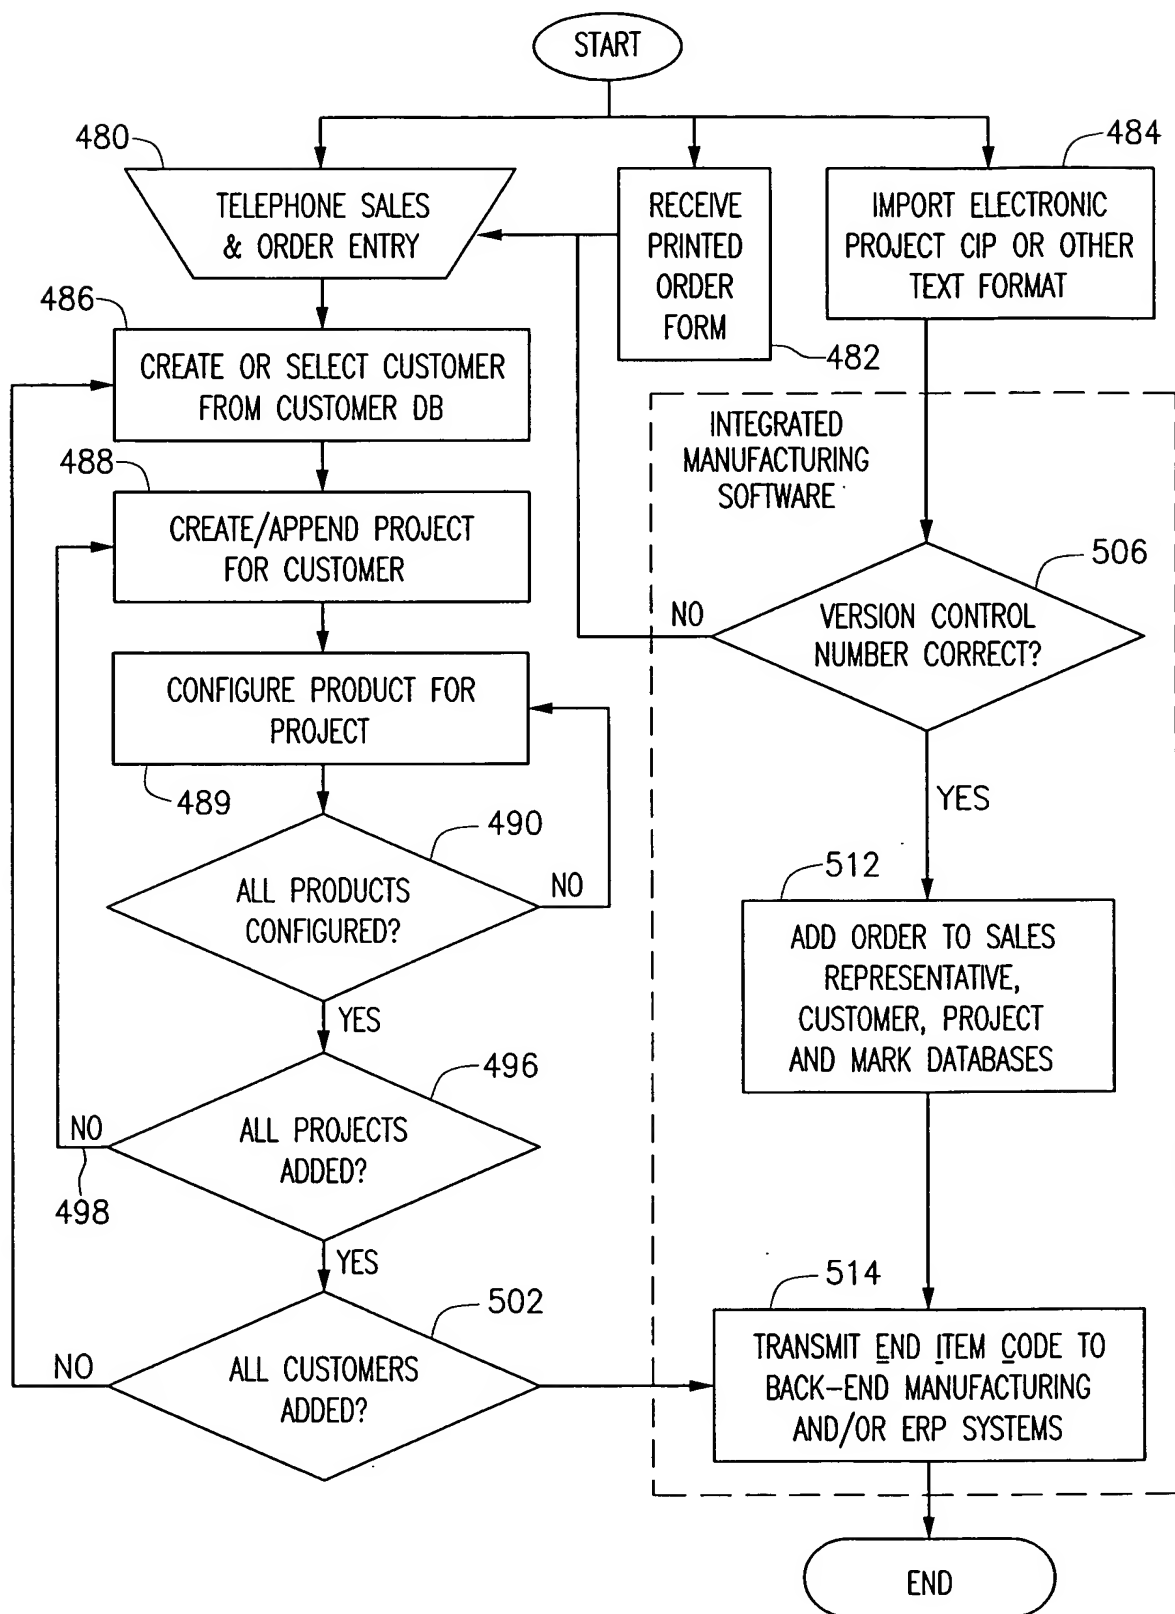 START
480
TELEPHONE SALES
& ORDER ENTRY
RECEIVE
PRINTED
ORDER
FORM
482
484
IMPORT ELECTRONIC
PROJECT CIP OR OTHER
TEXT FORMAT
486
CREATE OR SELECT CUSTOMER
FROM CUSTOMER DB
INTEGRATED
MANUFACTURING
SOFTWARE
488
CREATE/APPEND PROJECT
FOR CUSTOMER
506
VERSION CONTROL
NUMBER CORRECT?
NO
YES
CONFIGURE PRODUCT FOR
PROJECT
489
490
ALL PRODUCTS
CONFIGURED?
NO
YES
512
ADD ORDER TO SALES
REPRESENTATIVE,
CUSTOMER, PROJECT
AND MARK DATABASES
496
ALL PROJECTS
ADDED?
NO
498
YES
502
ALL CUSTOMERS
ADDED?
NO
514
TRANSMIT END ITEM CODE TO
BACK-END MANUFACTURING
AND/OR ERP SYSTEMS
END